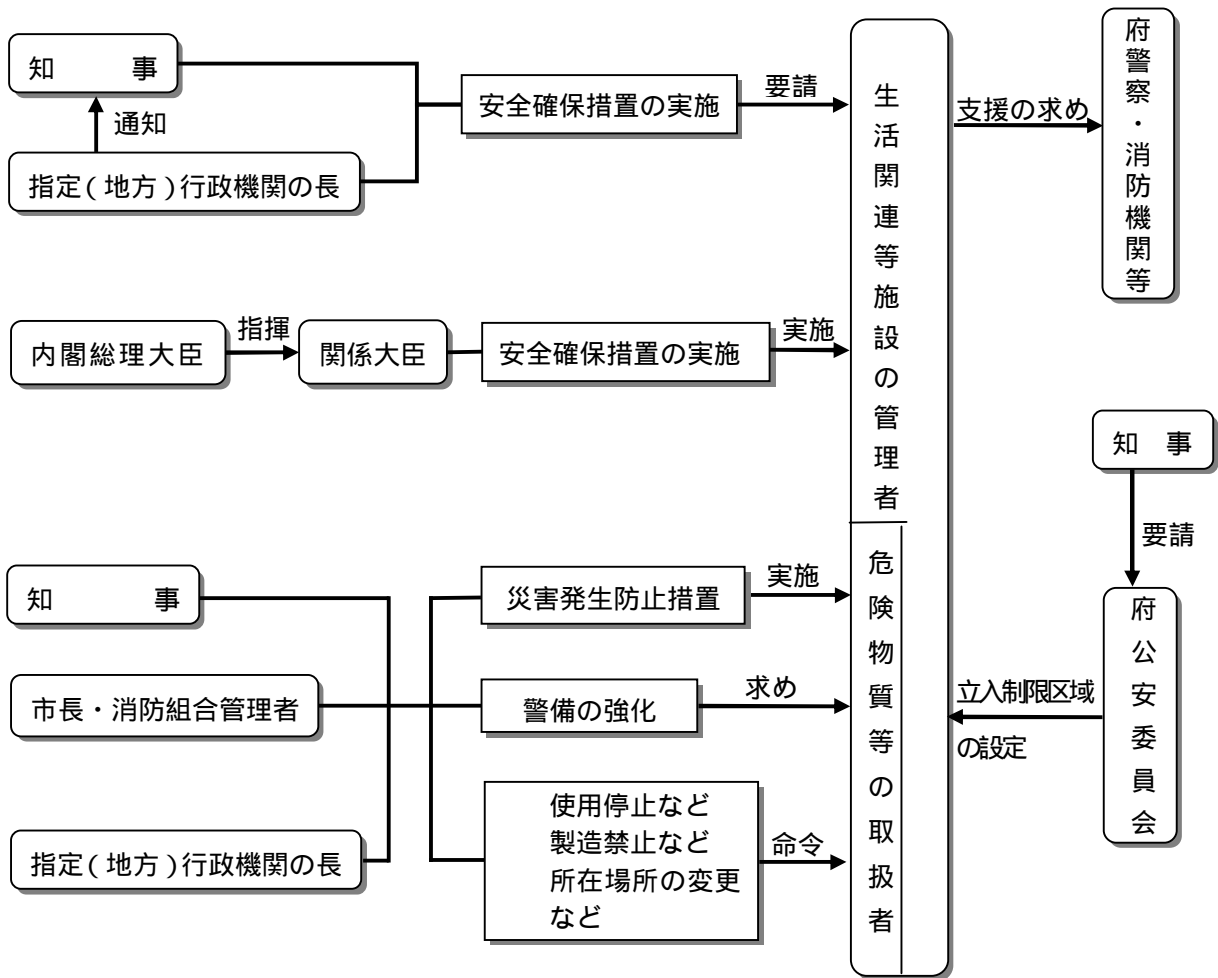 知　　事
通知
指定(地方)行政機関の長
安全確保措置の実施
要請
内閣総理大臣
指揮
関係大臣
安全確保措置の実施
実施
知　　事
市長・消防組合管理者
指定(地方)行政機関の長
災害発生防止措置
実施
警備の強化
求め
使用停止など
製造禁止など
所在場所の変更
など
命令
生活関連等施設の管理者
危険物質等の取扱者
支援の求め
府警察・消防機関等
知　事
要請
府公安委員会
立入制限区域
の設定